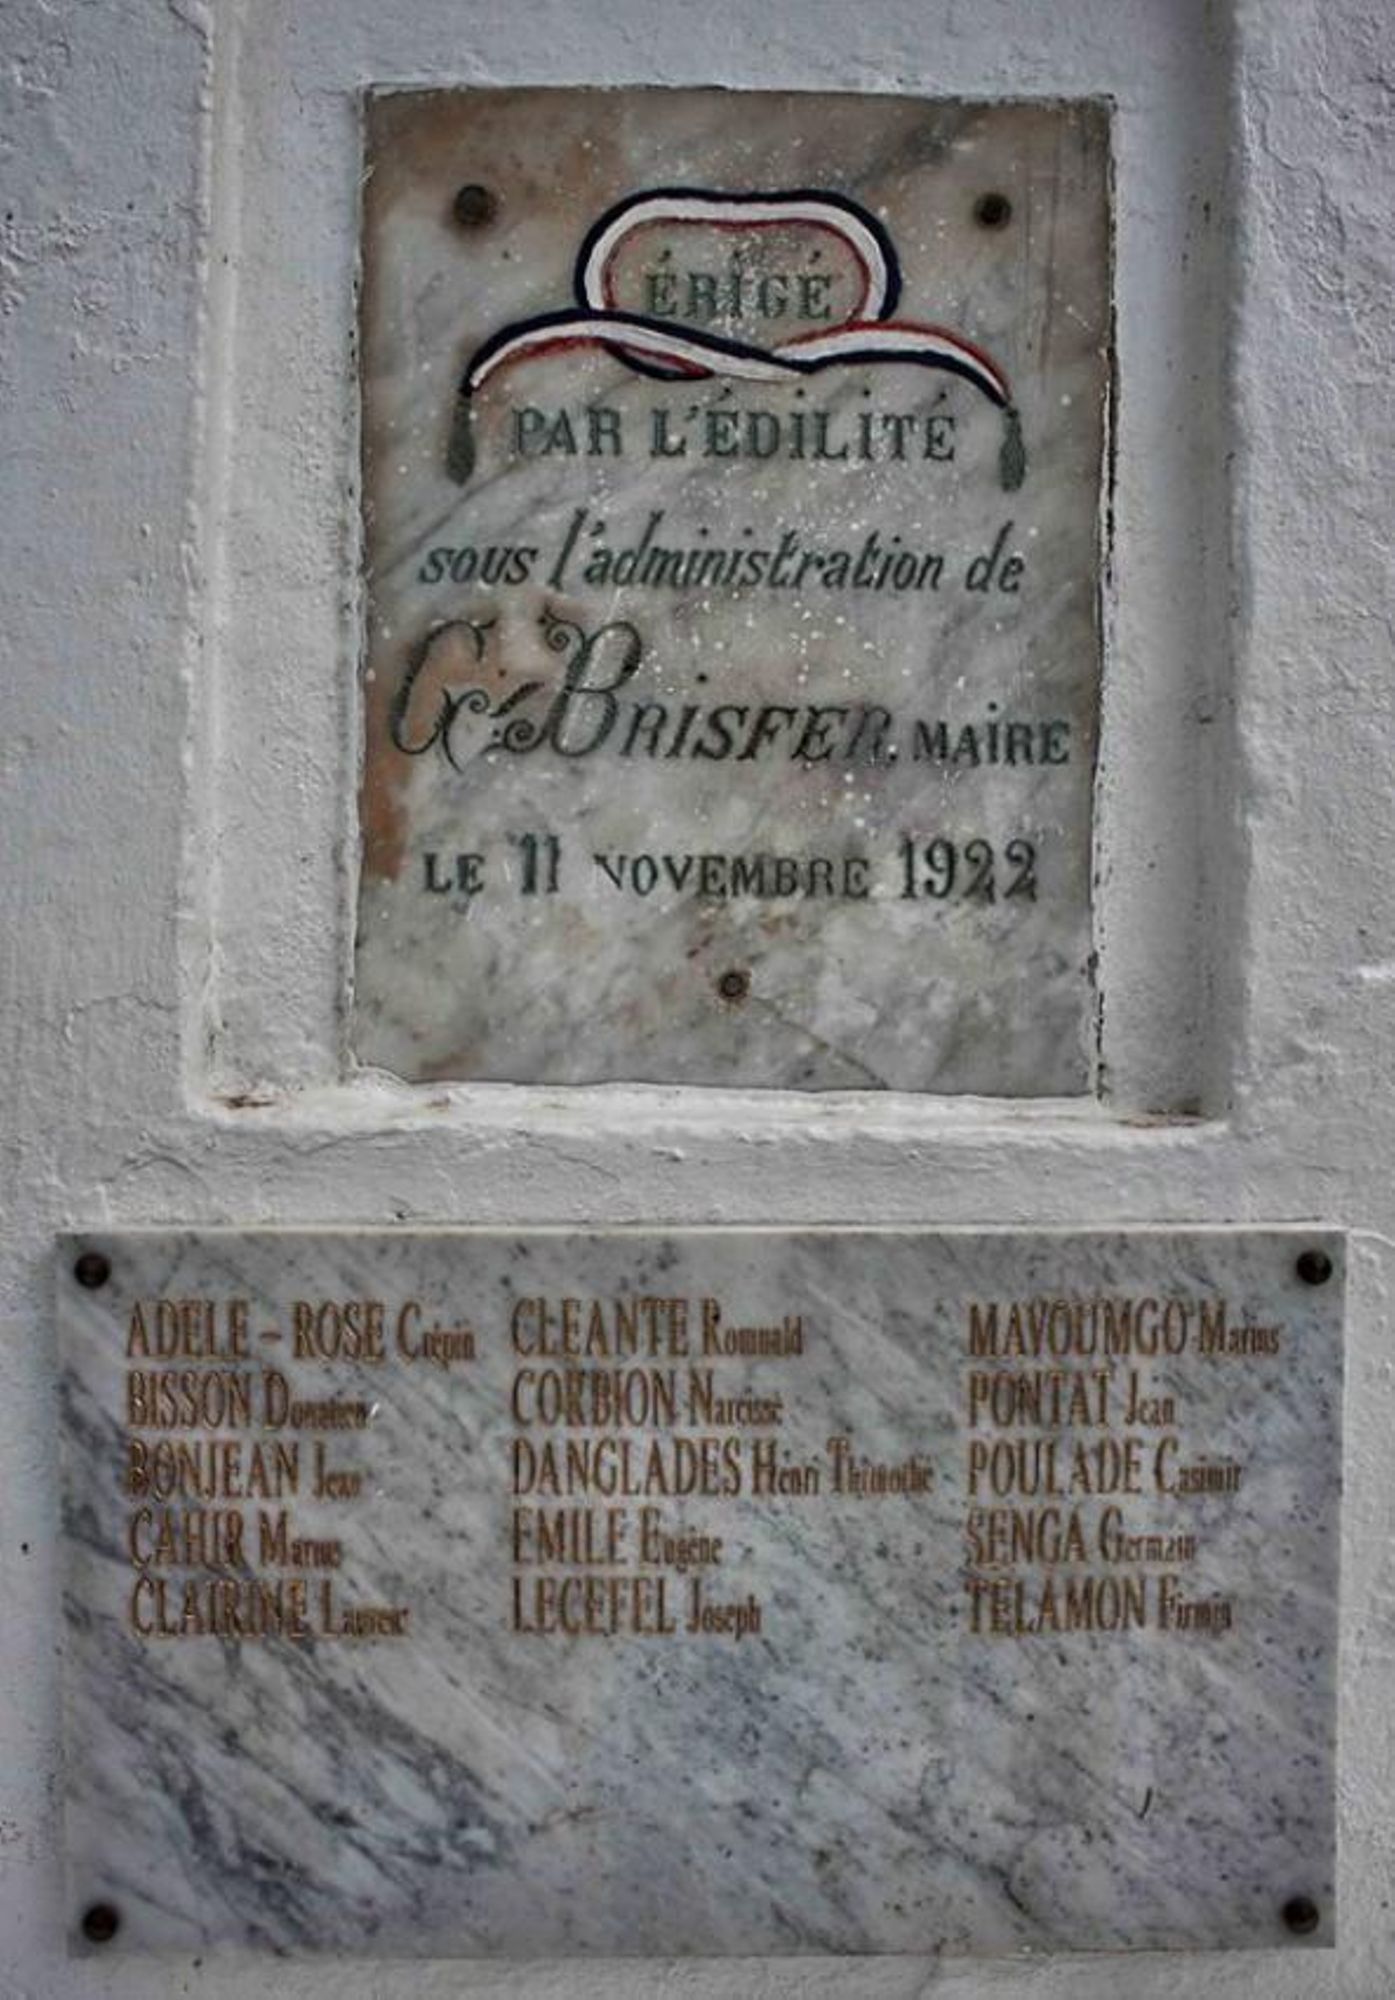 ÉRIGÉ
PAR L'ÉDILITÉ
sous l'administration de
G. BRISFER, MAIRE
LE 11 NOVEMBRE 1922
ADELE - ROSE Crépin
BISSON Donatien
BONJEAN Jean
CAHIR Marius
CLAIRINE Laurent
CLEANTE Romuald
CORBION Narcisse
DANGLADES Henri Thimothé
EMILE Eugène
LECEFEL Joseph
MAVOUMGO Marius
PONTAT Jean
POULADE Casimir
SENGA Germain
TELAMON Firmin